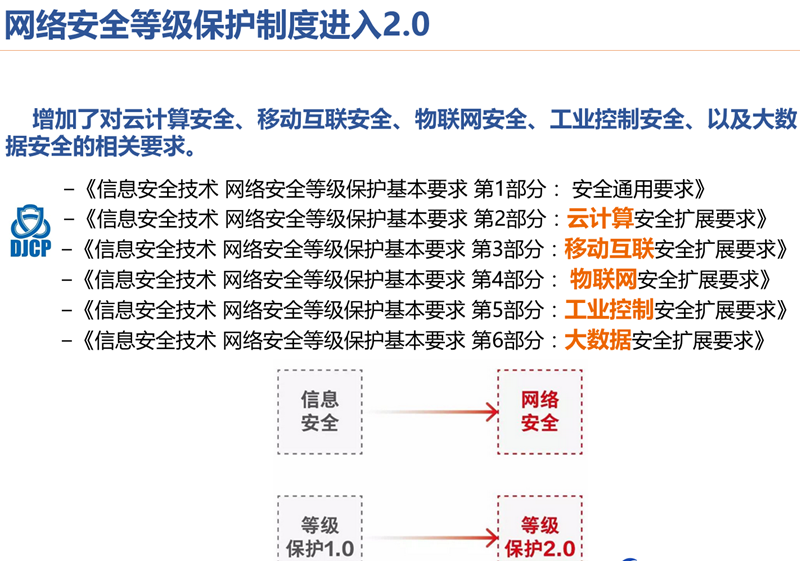 网络安全等级保护制度进入2.0
增加了对云计算安全、移动互联安全、物联网安全、工业控制安全、以及大数
据安全的相关要求。
–《信息安全技术 网络安全等级保护基本要求 第1部分： 安全通用要求》
–《信息安全技术 网络安全等级保护基本要求 第2部分：云计算安全扩展要求》
–《信息安全技术 网络安全等级保护基本要求 第3部分：移动互联安全扩展要求》
–《信息安全技术 网络安全等级保护基本要求 第4部分： 物联网安全扩展要求》
–《信息安全技术 网络安全等级保护基本要求 第5部分：工业控制安全扩展要求》
–《信息安全技术 网络安全等级保护基本要求 第6部分：大数据安全扩展要求》
DJCP
信息
安全
网络
安全
等级
保护1.0
等级
保护2.0